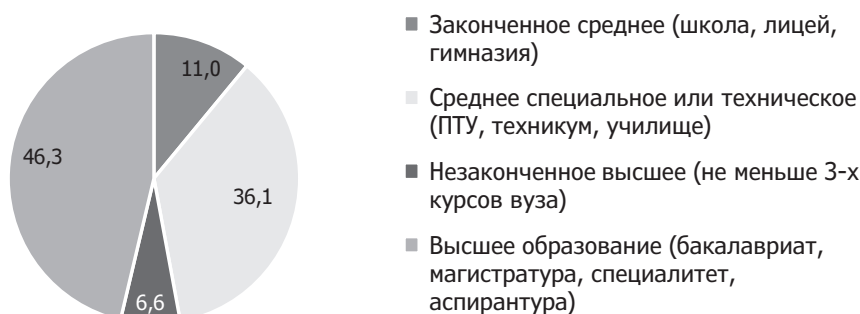 11,0
46,3
36,1
6,6
Законченное среднее (школа, лицей,
гимназия)
Среднее специальное или техническое
(ПТУ, техникум, училище)
Незаконченное высшее (не меньше 3-х
курсов вуза)
Высшее образование (бакалавриат,
магистратура, специалитет,
аспирантура)